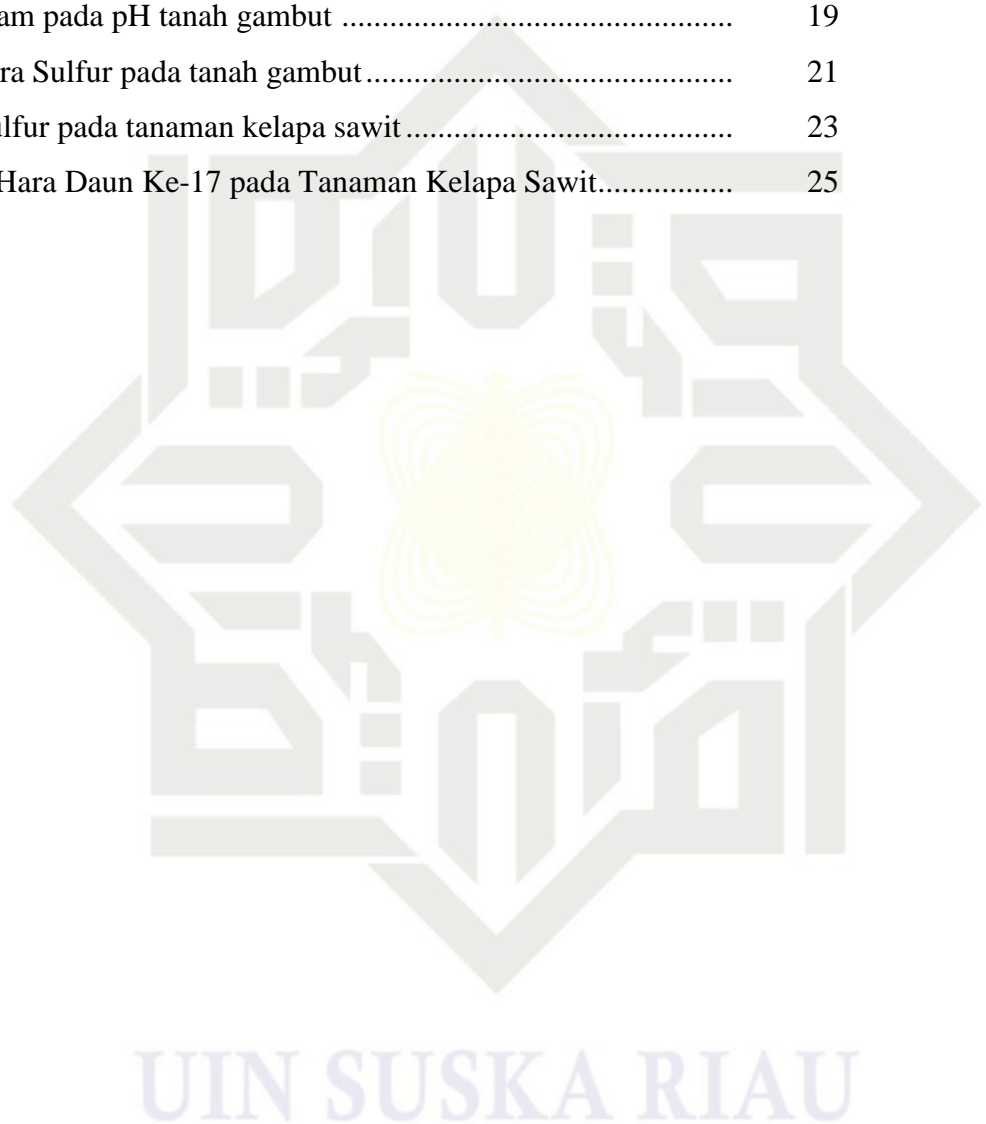 am pada pH tanah gambut ............................................. 19
ra Sulfur pada tanah gambut ........................................... 21
ulfur pada tanaman kelapa sawit ...................................... 23
Hara Daun Ke-17 pada Tanaman Kelapa Sawit................ 25
UIN SUSKA RIAU